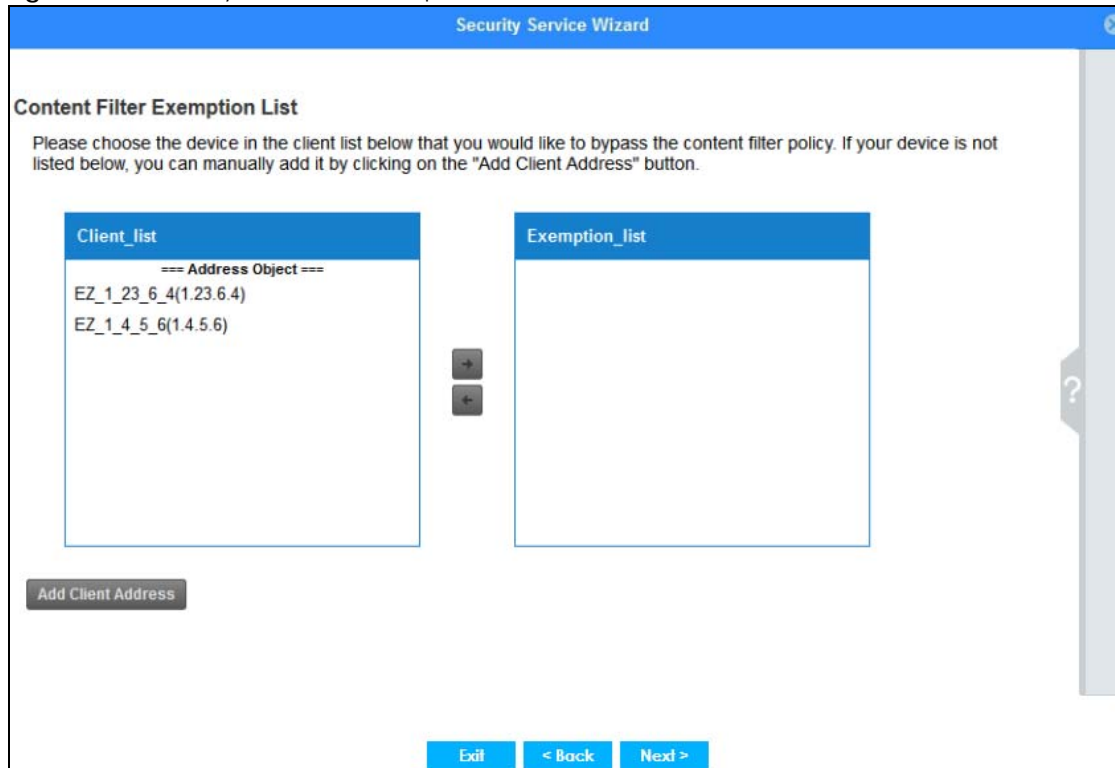 Security Service Wizard
Content Filter Exemption List
Please choose the device in the client list below that you would like to bypass the content filter policy. If your device is not
listed below, you can manually add it by clicking on the "Add Client Address" button.
Client_list
=== Address Object ===
EZ_1_23_6_4(1.23.6.4)
EZ_1_4_5_6(1.4.5.6)
Exemption_list
?
Add Client Address
Exit
< Back
Next >